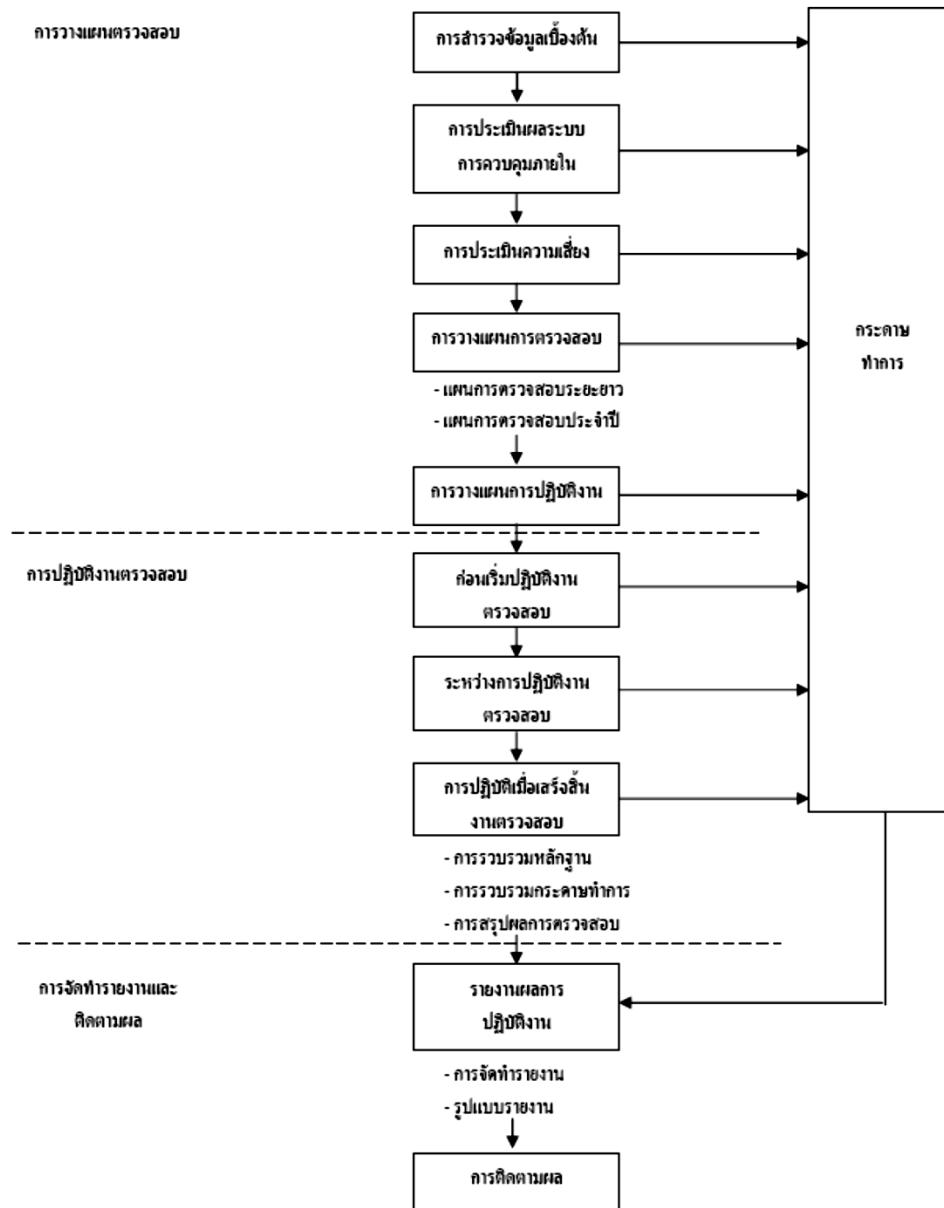 การวางแผนตรวจสอบ
การสำรวจข้อมูลเบื้องต้น
การประเมินผลระบบ
การควบคุมภายใน
การประเมินความเสี่ยง
การวางแผนการตรวจสอบ
- แผนการตรวจสอบระยะยาว
- แผนการตรวจสอบประจำปี
การวางแผนการปฏิบัติงาน
กระดาษ
ทำการ
การปฏิบัติงานตรวจสอบ
ก่อนเริ่มปฏิบัติงาน
ตรวจสอบ
ระหว่างการปฏิบัติงาน
ตรวจสอบ
การปฏิบัติเมื่อเสร็จสิ้น
งานตรวจสอบ
- การรวบรวมหลักฐาน
- การรวบรวมกระดาษทำการ
- การสรุปผลการตรวจสอบ
การจัดทำรายงานและ
ติดตามผล
รายงานผลการ
ปฏิบัติงาน
- การจัดทำรายงาน
- รูปแบบรายงาน
การติดตามผล